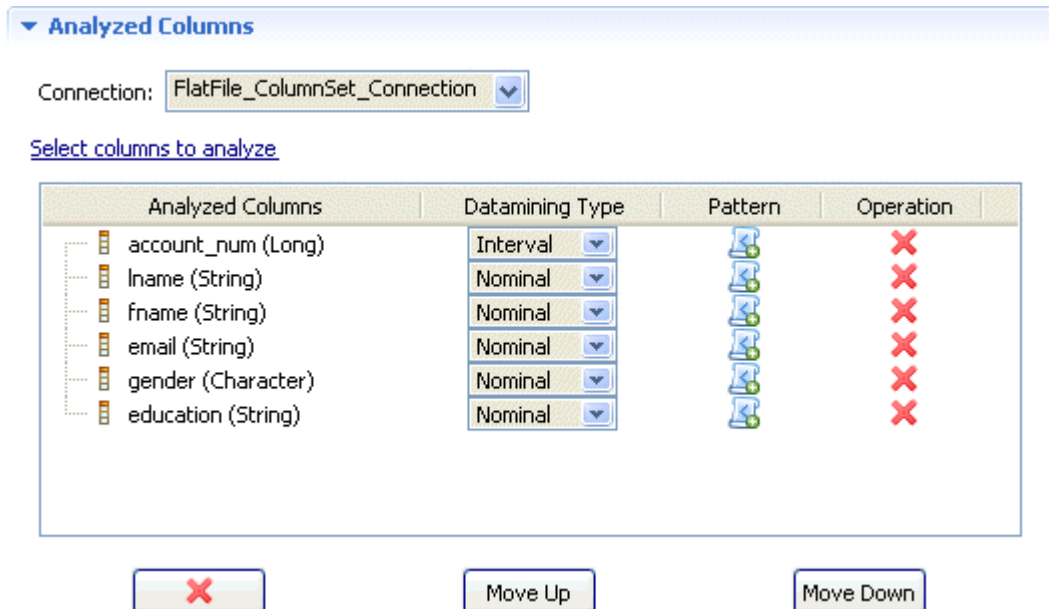 Analyzed Columns
Connection: FlatFile_ColumnSet_Connection
Select columns to analyze
Analyzed Columns Datamining Type Pattern Operation
account_num (Long) Interval
lname (String) Nominal
fname (String) Nominal
email (String) Nominal
gender (Character) Nominal
education (String) Nominal
Move Up Move Down